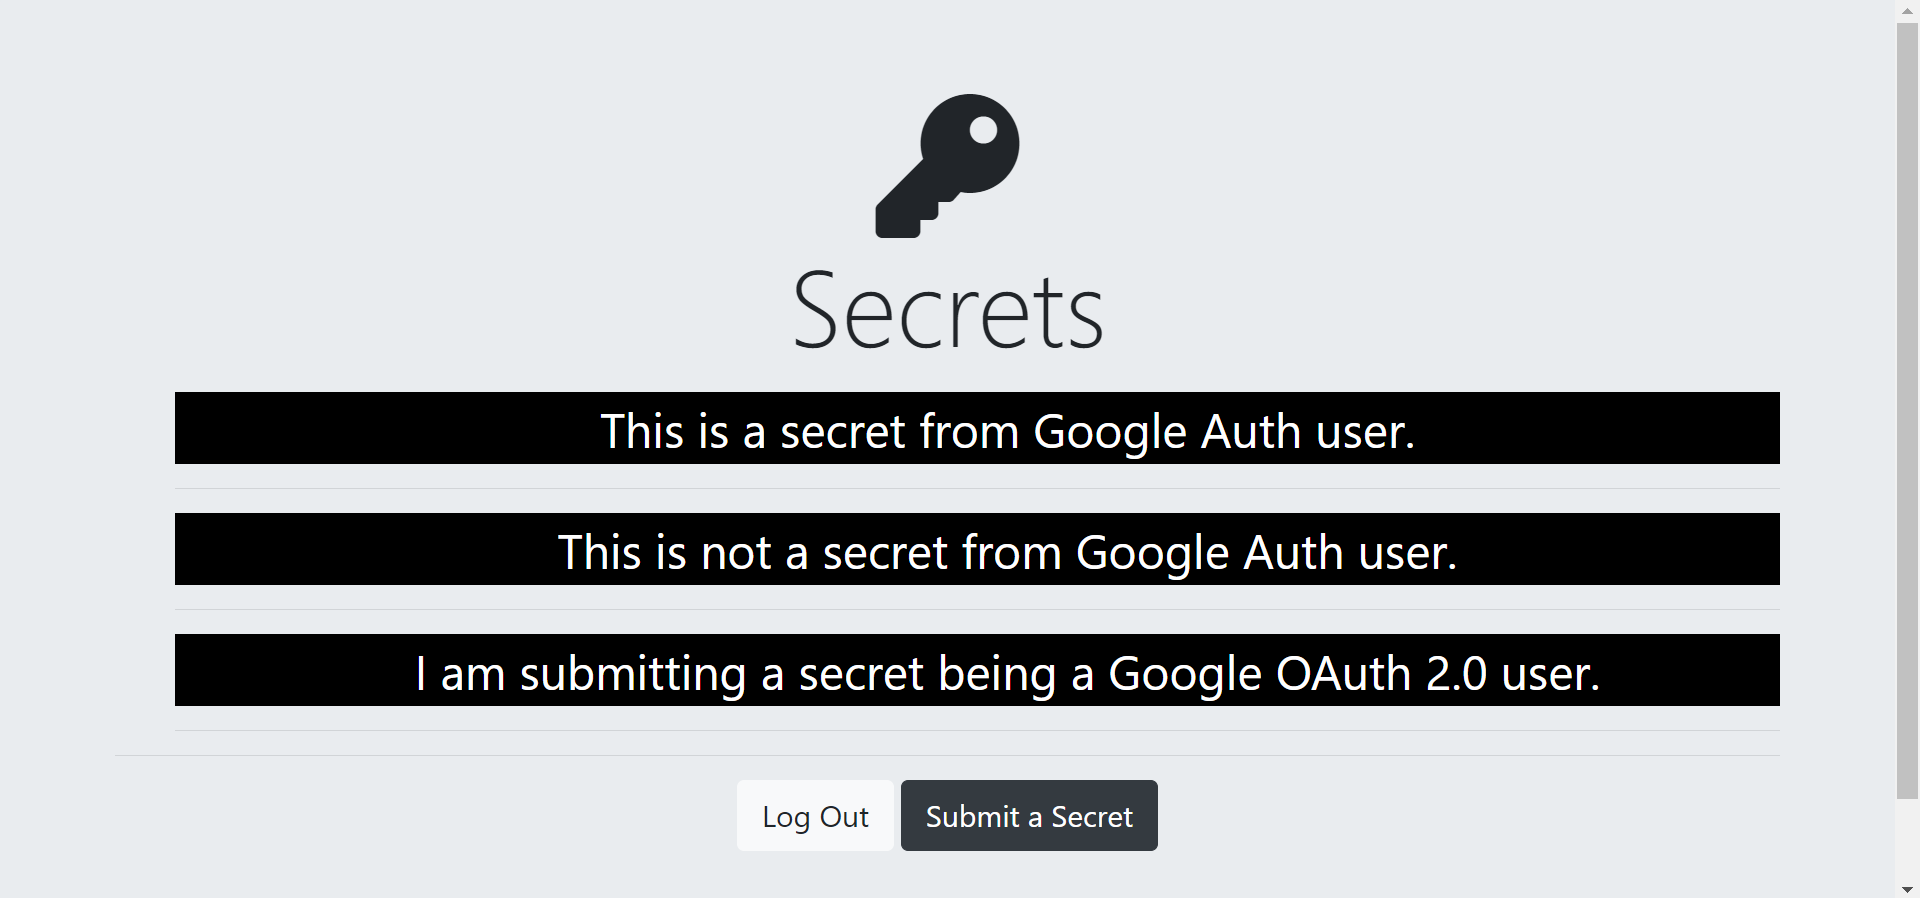 Secrets
This is a secret from Google Auth user.
This is not a secret from Google Auth user.
I am submitting a secret being a Google OAuth 2.0 user.
Log Out
Submit a Secret